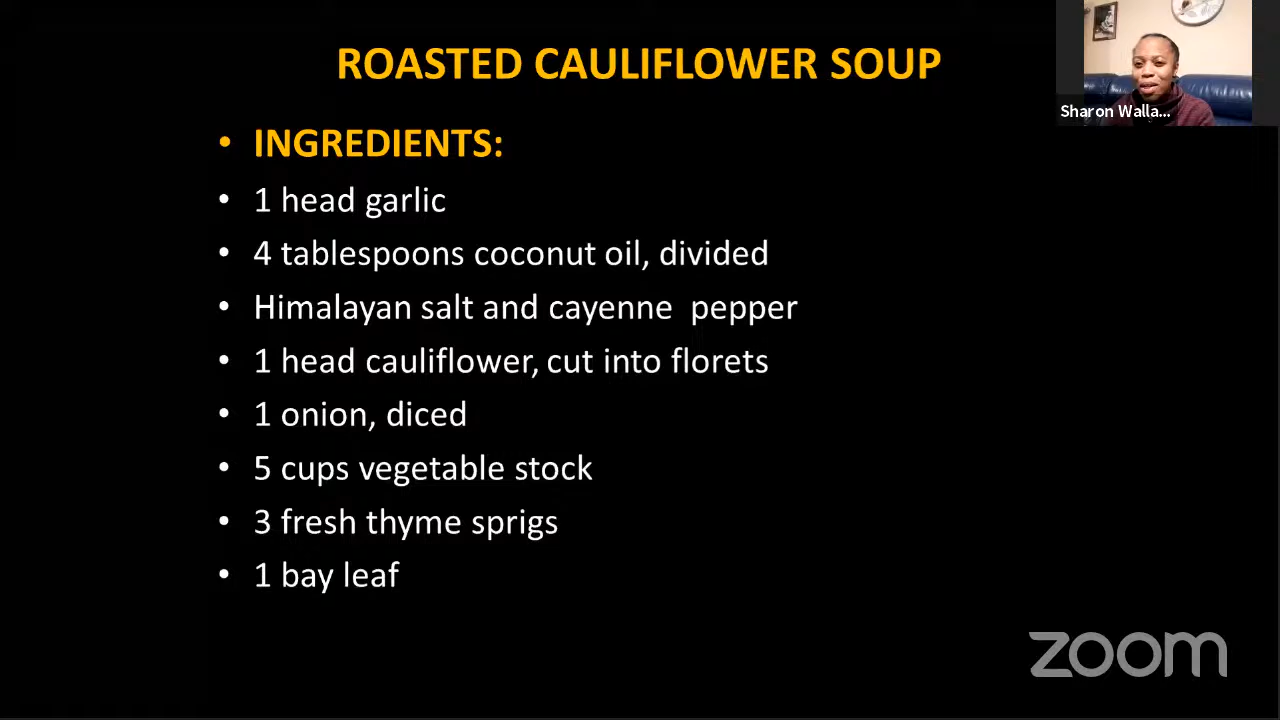 ROASTED CAULIFLOWER SOUP
Sharon Walla...
• INGREDIENTS:
• 1 head garlic
• 4 tablespoons coconut oil, divided
• Himalayan salt and cayenne  pepper
• 1 head cauliflower, cut into florets
• 1 onion, diced
• 5 cups vegetable stock
• 3 fresh thyme sprigs
• 1 bay leaf
zoom